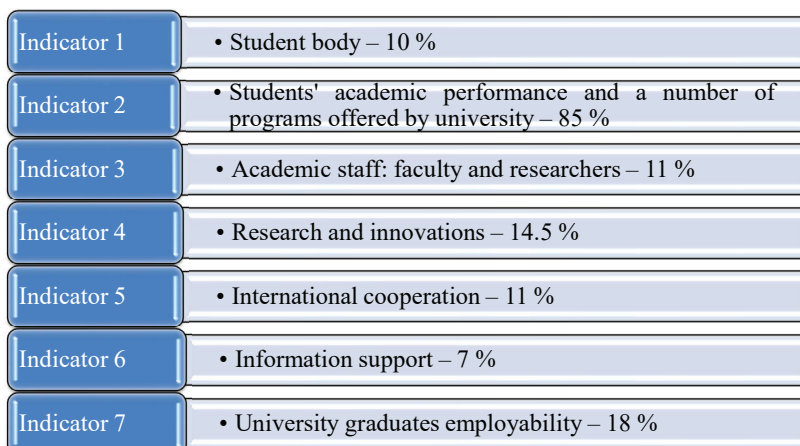 Indicator 1
• Student body – 10 %
Indicator 2
• Students' academic performance and a number of
programs offered by university – 85 %
Indicator 3
• Academic staff: faculty and researchers – 11 %
Indicator 4
• Research and innovations – 14.5 %
Indicator 5
• International cooperation – 11 %
Indicator 6
• Information support – 7 %
Indicator 7
• University graduates employability – 18 %